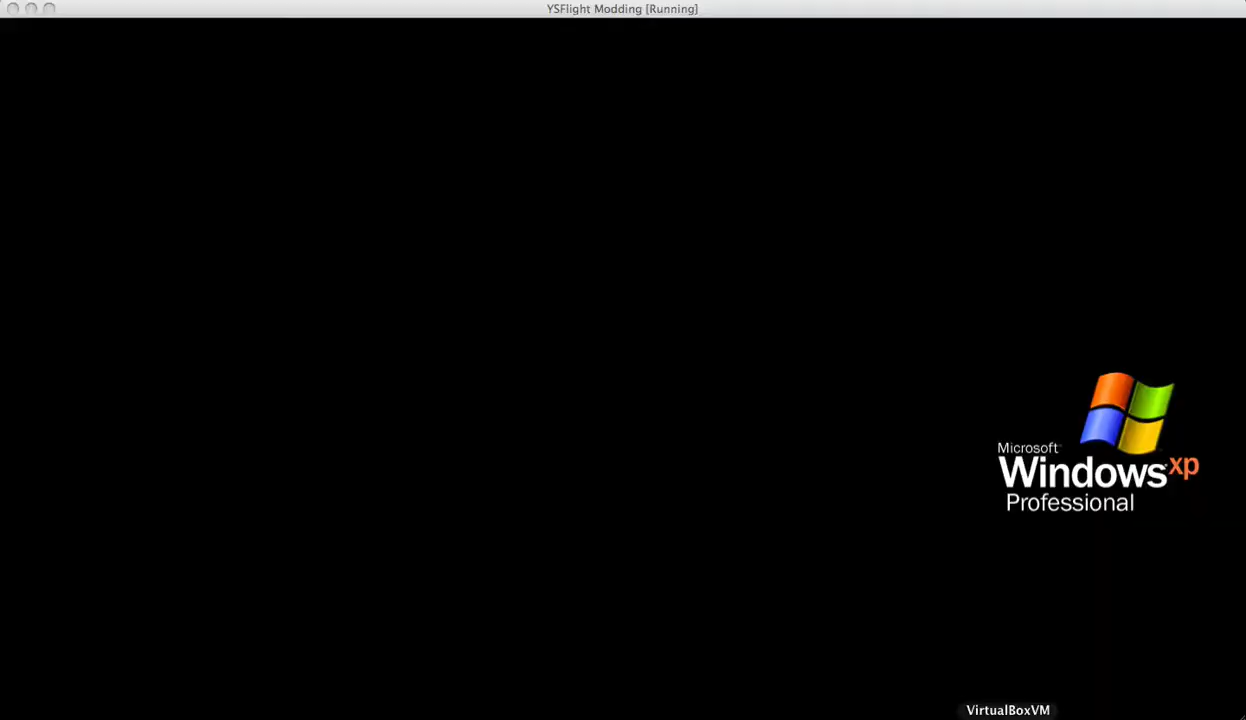 YSFlight Modding [Running]
Microsoft
Windows xp
Professional
VirtualBoxVM